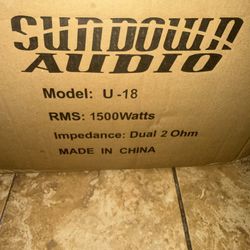 SUNDOWN
AUDIO
Model: U-18
RMS: 1500Watts
Impedance: Dual 2 Ohm
MADE IN CHINA